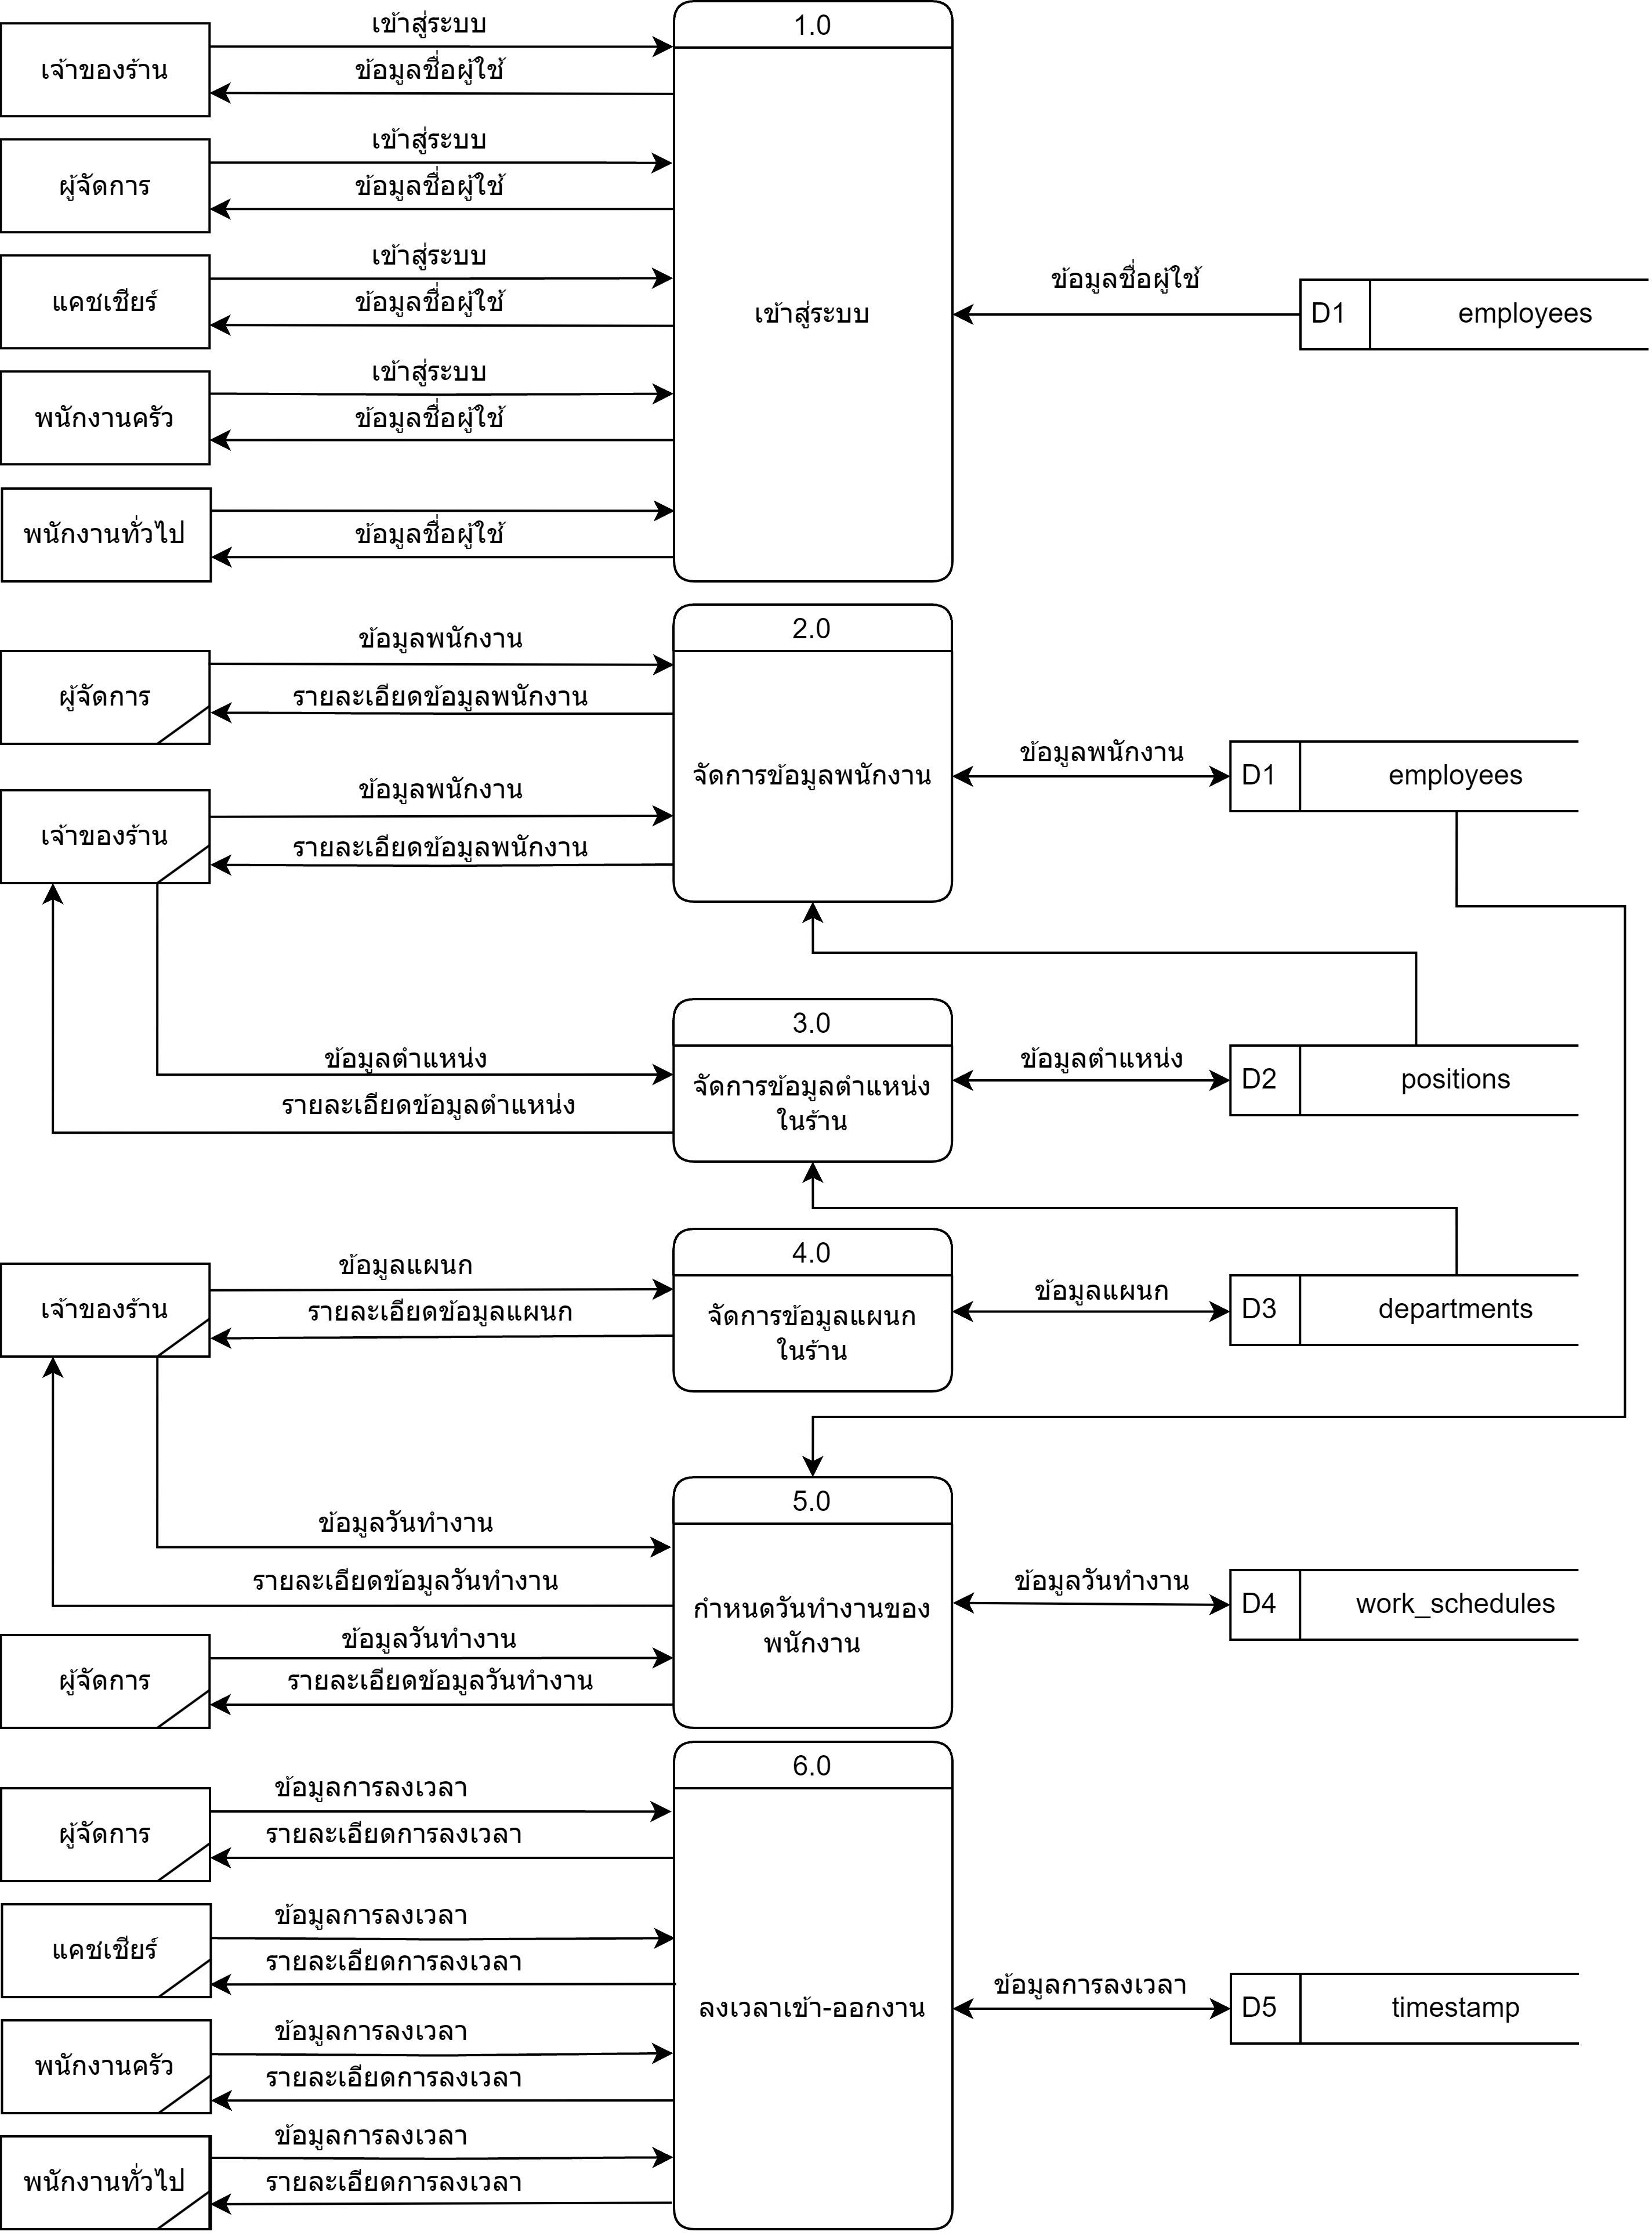 1.0
เข้าสู่ระบบ
เจ้าของร้าน
ข้อมูลชื่อผู้ใช้
เข้าสู่ระบบ
ผู้จัดการ
ข้อมูลชื่อผู้ใช้
เข้าสู่ระบบ
แคชเชียร์
ข้อมูลชื่อผู้ใช้
เข้าสู่ระบบ
ข้อมูลชื่อผู้ใช้
D1
employees
เข้าสู่ระบบ
พนักงานครัว
ข้อมูลชื่อผู้ใช้
พนักงานทั่วไป
ข้อมูลชื่อผู้ใช้
2.0
ข้อมูลพนักงาน
ผู้จัดการ
รายละเอียดข้อมูลพนักงาน
จัดการข้อมูลพนักงาน
ข้อมูลพนักงาน
D1
employees
ข้อมูลพนักงาน
เจ้าของร้าน
รายละเอียดข้อมูลพนักงาน
3.0
ข้อมูลตำแหน่ง
รายละเอียดข้อมูลตำแหน่ง
จัดการข้อมูลตำแหน่ง
ในร้าน
ข้อมูลตำแหน่ง
D2
positions
4.0
ข้อมูลแผนก
เจ้าของร้าน
รายละเอียดข้อมูลแผนก
จัดการข้อมูลแผนก
ในร้าน
ข้อมูลแผนก
D3
departments
5.0
ข้อมูลวันทำงาน
รายละเอียดข้อมูลวันทำงาน
กำหนดวันทำงานของ
พนักงาน
ข้อมูลวันทำงาน
D4
work_schedules
ข้อมูลวันทำงาน
ผู้จัดการ
รายละเอียดข้อมูลวันทำงาน
6.0
ข้อมูลการลงเวลา
ผู้จัดการ
รายละเอียดการลงเวลา
ข้อมูลการลงเวลา
แคชเชียร์
รายละเอียดการลงเวลา
ลงเวลาเข้า-ออกงาน
ข้อมูลการลงเวลา
D5
timestamp
ข้อมูลการลงเวลา
พนักงานครัว
รายละเอียดการลงเวลา
ข้อมูลการลงเวลา
พนักงานทั่วไป
รายละเอียดการลงเวลา